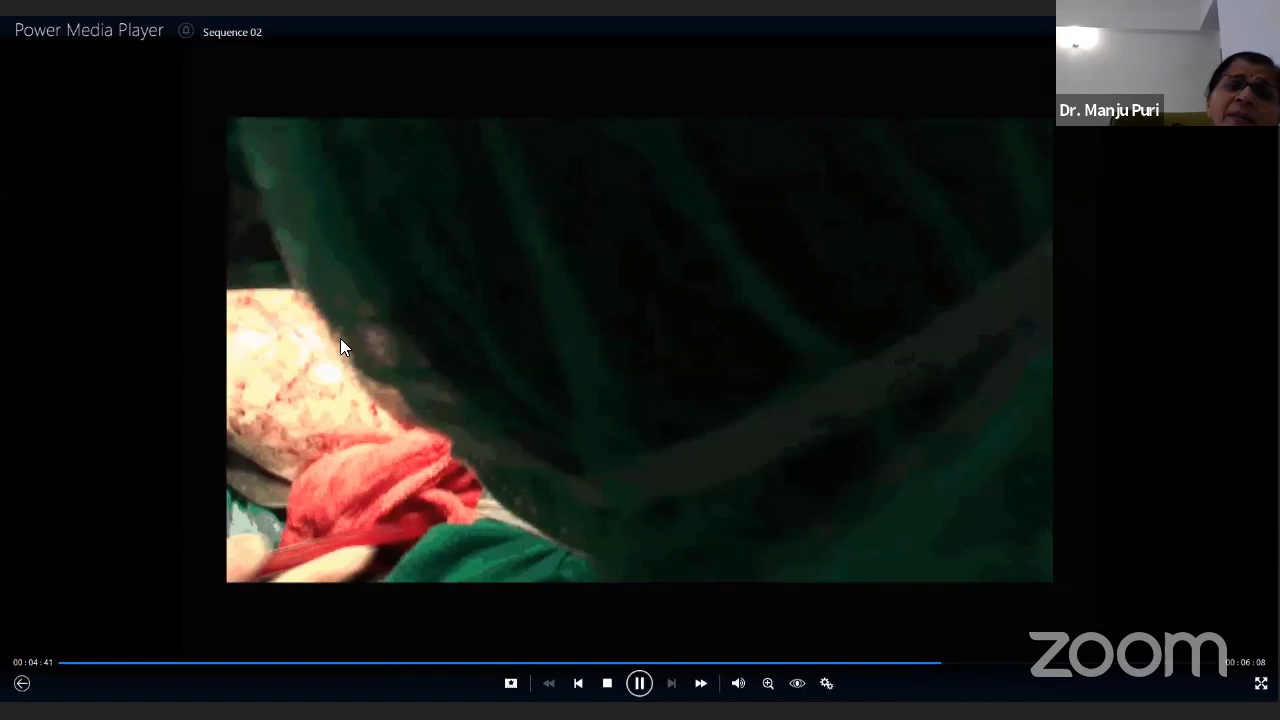 Power Media Player
Sequence 02
Dr. Manju Puri
zoom
00:04:41
00:06:08